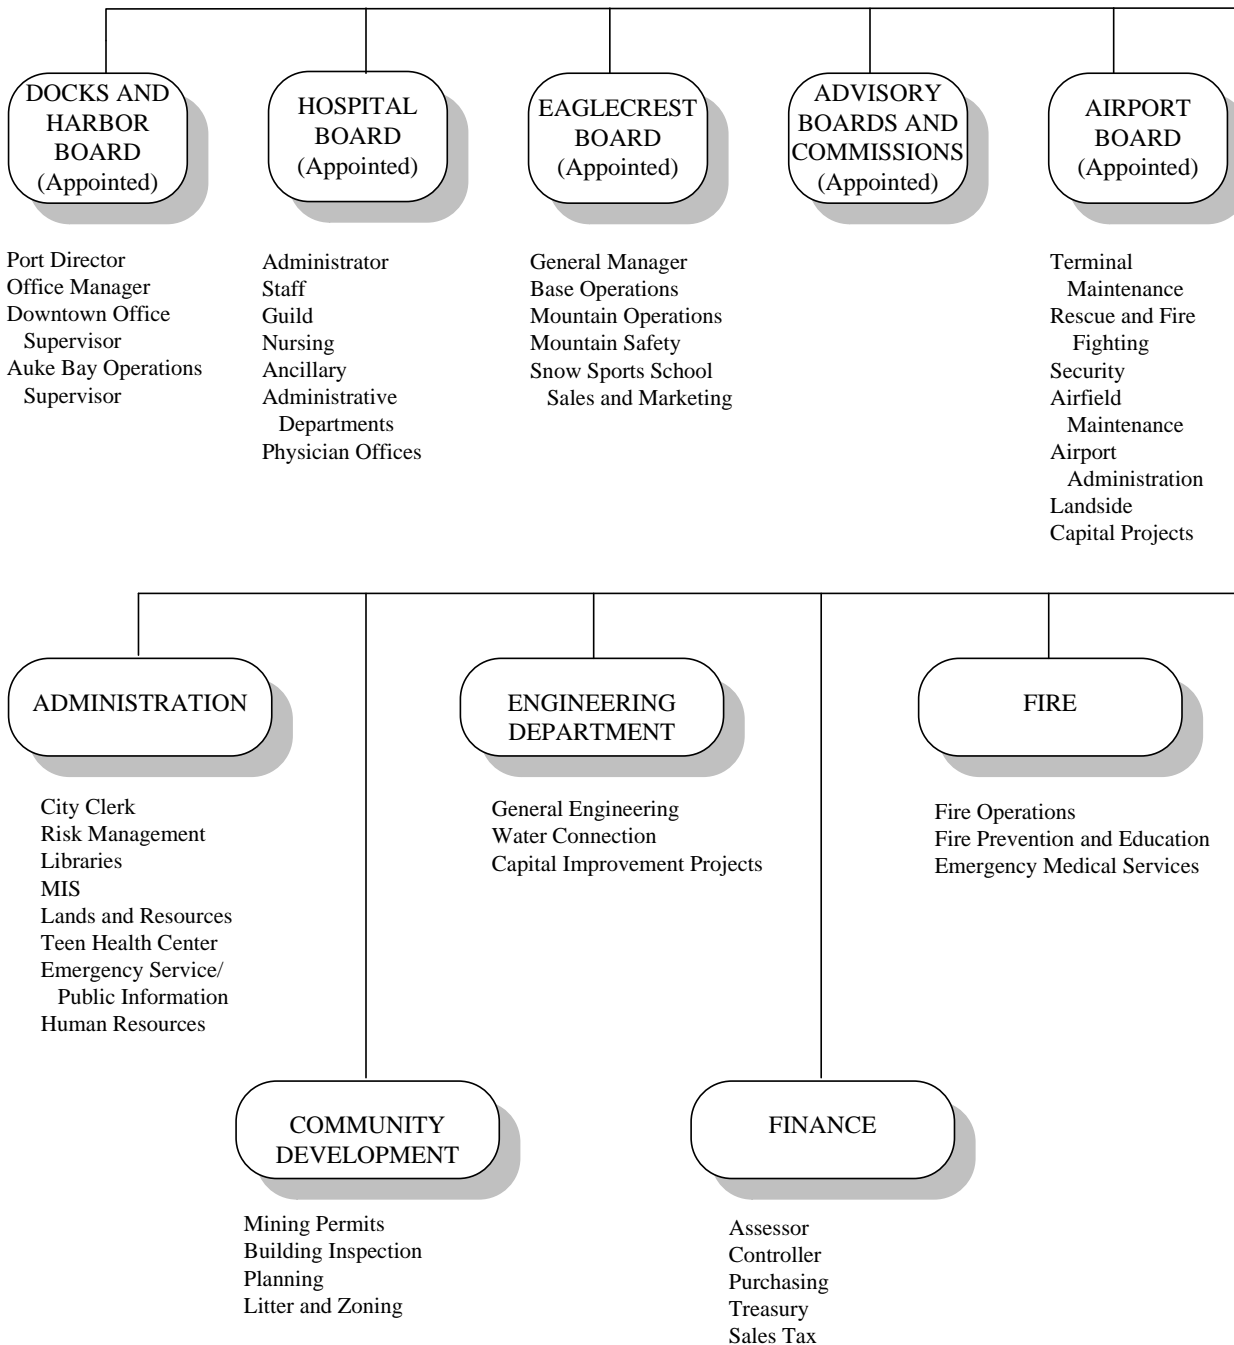 DOCKS AND
HARBOR
BOARD
(Appointed)
HOSPITAL
BOARD
(Appointed)
EAGLECREST
BOARD
(Appointed)
ADVISORY
BOARDS AND
COMMISSIONS
(Appointed)
AIRPORT
BOARD
(Appointed)
Port Director
Office Manager
Downtown Office
Supervisor
Auke Bay Operations
Supervisor
Administrator
Staff
Guild
Nursing
Ancillary
Administrative
Departments
Physician Offices
General Manager
Base Operations
Mountain Operations
Mountain Safety
Snow Sports School
Sales and Marketing
Terminal
Maintenance
Rescue and Fire
Fighting
Security
Airfield
Maintenance
Airport
Administration
Landside
Capital Projects
ADMINISTRATION
ENGINEERING
DEPARTMENT
FIRE
City Clerk
Risk Management
Libraries
MIS
Lands and Resources
Teen Health Center
Emergency Service/
Public Information
Human Resources
General Engineering
Water Connection
Capital Improvement Projects
Fire Operations
Fire Prevention and Education
Emergency Medical Services
COMMUNITY
DEVELOPMENT
FINANCE
Mining Permits
Building Inspection
Planning
Litter and Zoning
Assessor
Controller
Purchasing
Treasury
Sales Tax